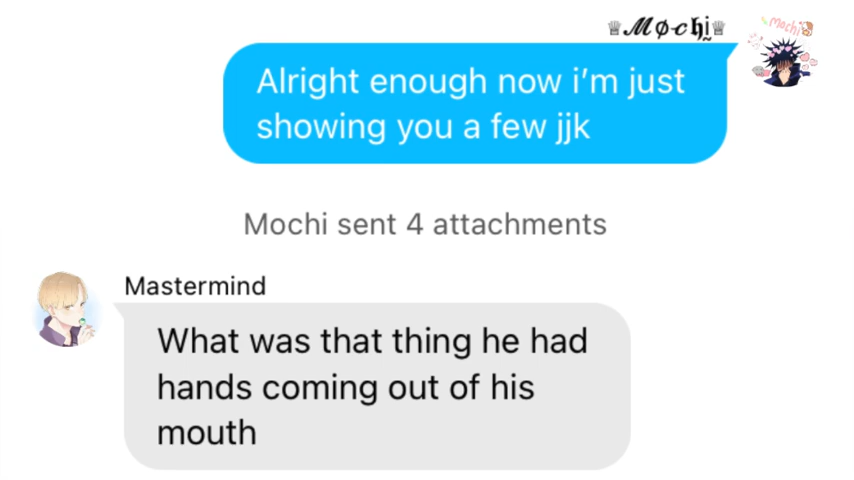 ♕𝓜ø𝓬𝖍ḭ♕
mochi
Alright enough now i'm just
showing you a few jjk
Mochi sent 4 attachments
Mastermind
What was that thing he had
hands coming out of his
mouth